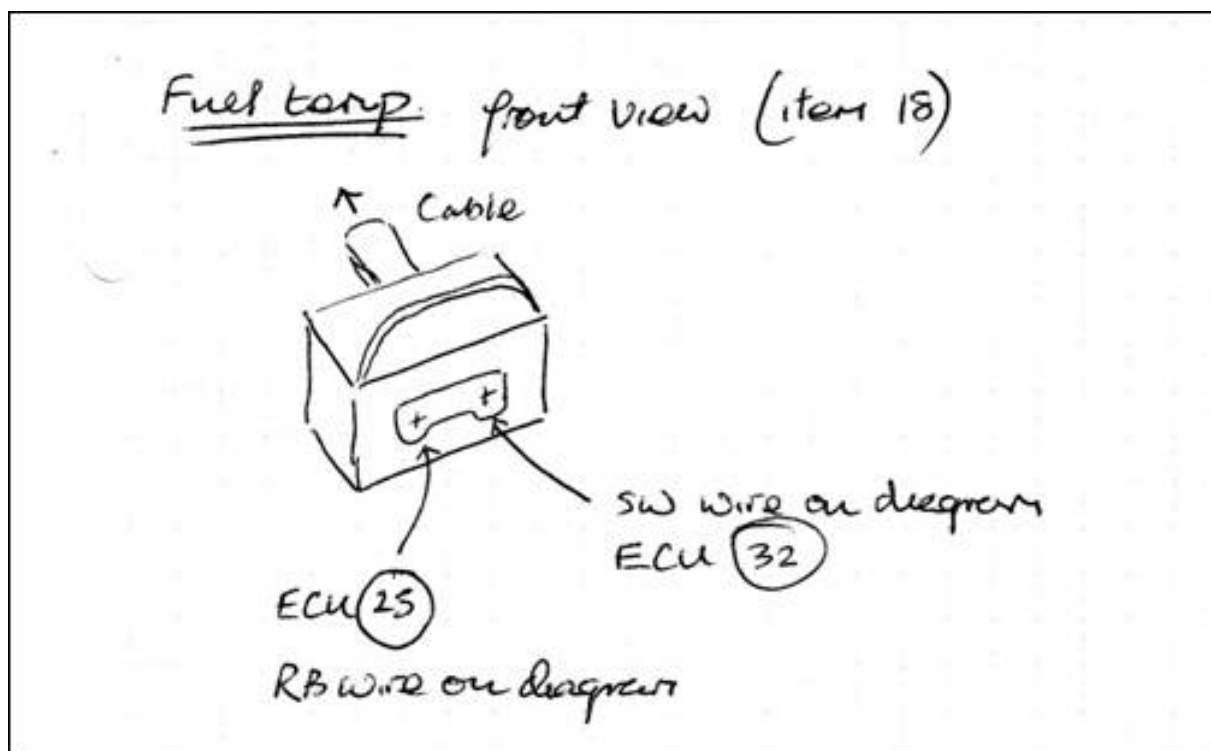 Fuel temp. front view (item 18)
Cable
SW wire on diagram
ECU 32
ECU 25
RB wire on diagram